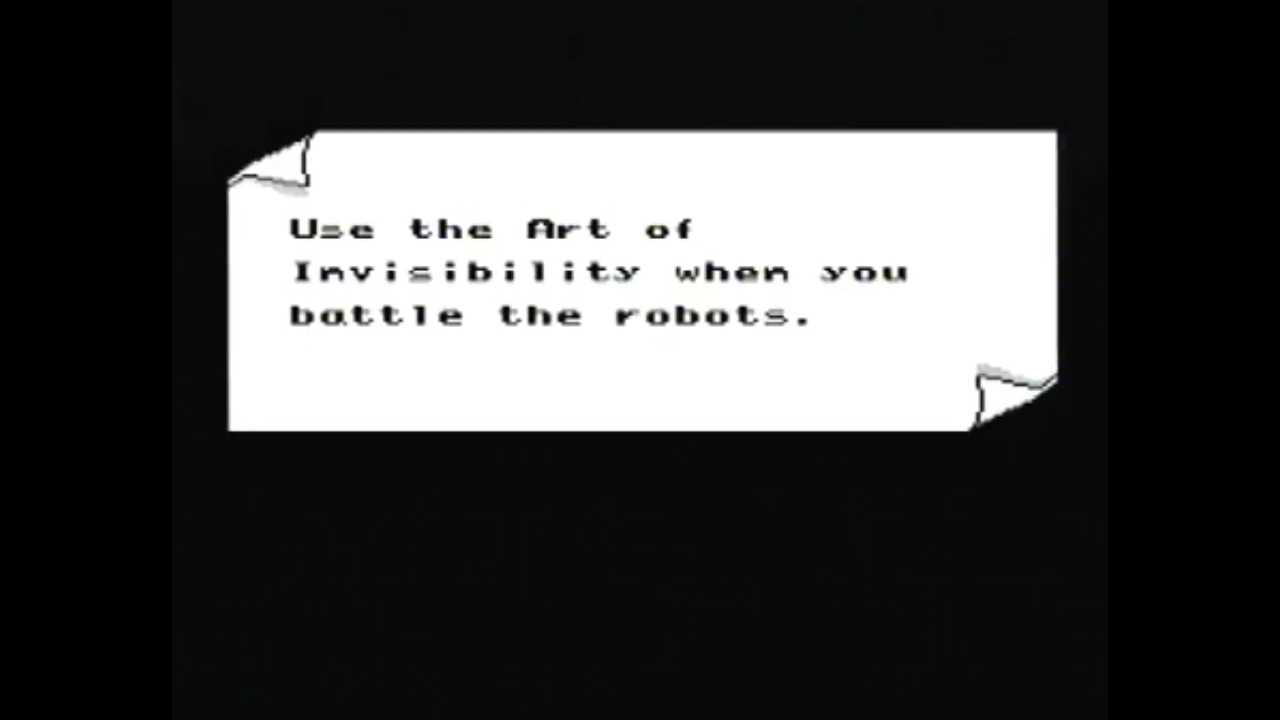 Use the Art of
Invisibility when you
battle the robots.